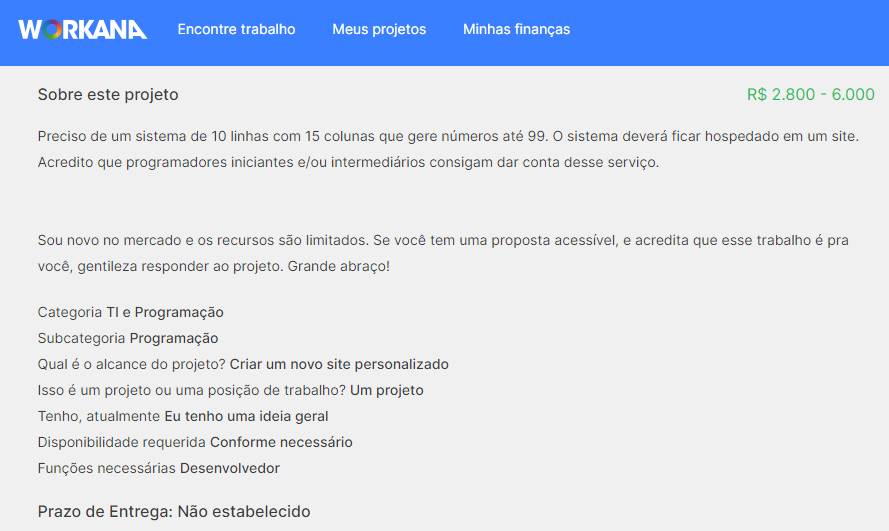 WORKANA Encontre trabalho Meus projetos Minhas finanças
Sobre este projeto R$ 2.800 - 6.000
Preciso de um sistema de 10 linhas com 15 colunas que gere números até 99. O sistema deverá ficar hospedado em um site.
Acredito que programadores iniciantes e/ou intermediários consigam dar conta desse serviço.
Sou novo no mercado e os recursos são limitados. Se você tem uma proposta acessível, e acredita que esse trabalho é pra
você, gentileza responder ao projeto. Grande abraço!
Categoria TI e Programação
Subcategoria Programação
Qual é o alcance do projeto? Criar um novo site personalizado
Isso é um projeto ou uma posição de trabalho? Um projeto
Tenho, atualmente Eu tenho uma ideia geral
Disponibilidade requerida Conforme necessário
Funções necessárias Desenvolvedor
Prazo de Entrega: Não estabelecido